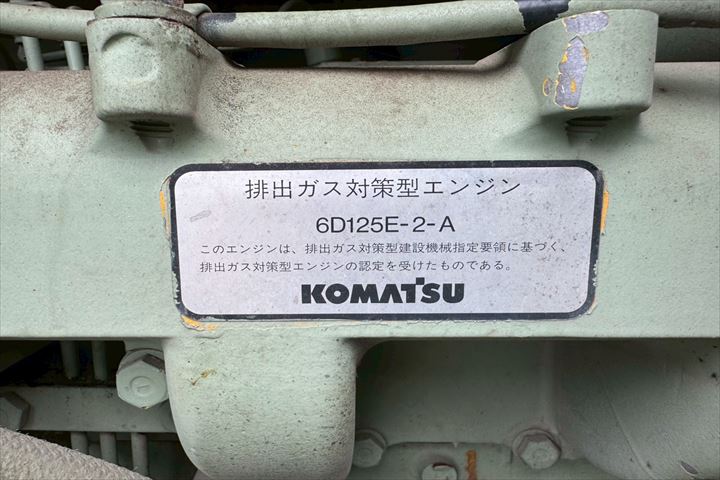 排出ガス対策型エンジン
6D125E-2-A
このエンジンは、排出ガス対策型建設機械指定要領に基づく、
排出ガス対策型エンジンの認定を受けたものである。
KOMATSU